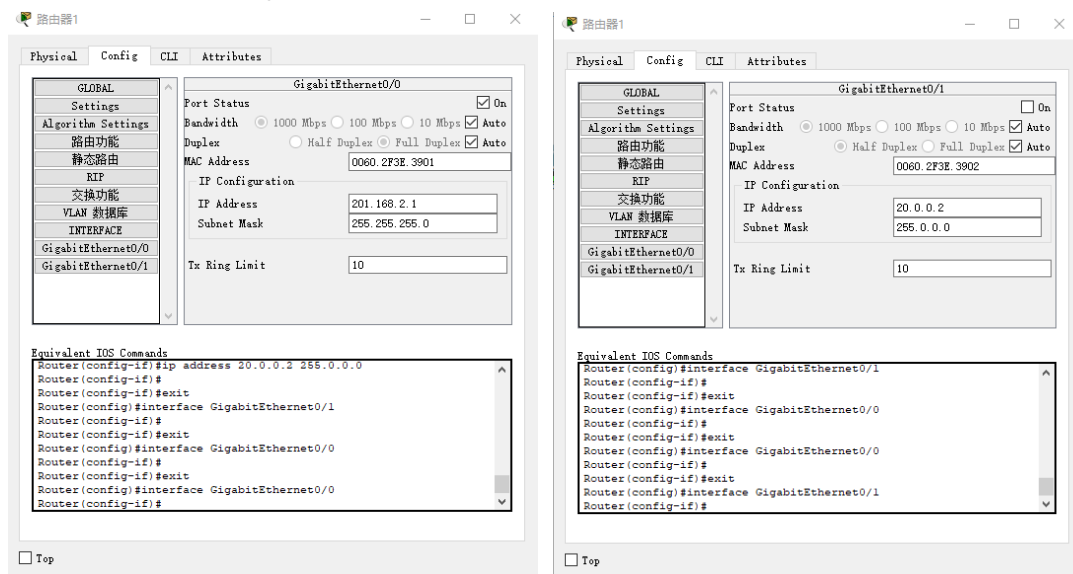 路由器1
Physical Config CLI Attributes
GLOBAL
Settings
Algorithm Settings
路由功能
静态路由
RIP
交换功能
VLAN 数据库
INTERFACE
GigabitEthernet0/0
GigabitEthernet0/1
GigabitEthernet0/0
Port Status On
Bandwidth 1000 Mbps 100 Mbps 10 Mbps Auto
Duplex Half Duplex Full Duplex Auto
MAC Address 0060.2F3E.3901
IP Configuration
IP Address 201.168.2.1
Subnet Mask 255.255.255.0
Tx Ring Limit 10
Equivalent IOS Commands
Router(config-if)#ip address 20.0.0.2 255.0.0.0
Router(config-if)#
Router(config-if)#exit
Router(config)#interface GigabitEthernet0/1
Router(config-if)#
Router(config-if)#exit
Router(config)#interface GigabitEthernet0/0
Router(config-if)#
Router(config-if)#exit
Router(config)#interface GigabitEthernet0/0
Router(config-if)#
Top
路由器1
Physical Config CLI Attributes
GLOBAL
Settings
Algorithm Settings
路由功能
静态路由
RIP
交换功能
VLAN 数据库
INTERFACE
GigabitEthernet0/0
GigabitEthernet0/1
GigabitEthernet0/1
Port Status On
Bandwidth 1000 Mbps 100 Mbps 10 Mbps Auto
Duplex Half Duplex Full Duplex Auto
MAC Address 0060.2F3E.3902
IP Configuration
IP Address 20.0.0.2
Subnet Mask 255.0.0.0
Tx Ring Limit 10
Equivalent IOS Commands
Router(config)#interface GigabitEthernet0/1
Router(config-if)#
Router(config-if)#exit
Router(config)#interface GigabitEthernet0/0
Router(config-if)#
Router(config-if)#exit
Router(config)#interface GigabitEthernet0/0
Router(config-if)#
Router(config-if)#exit
Router(config)#interface GigabitEthernet0/1
Router(config-if)#
Top